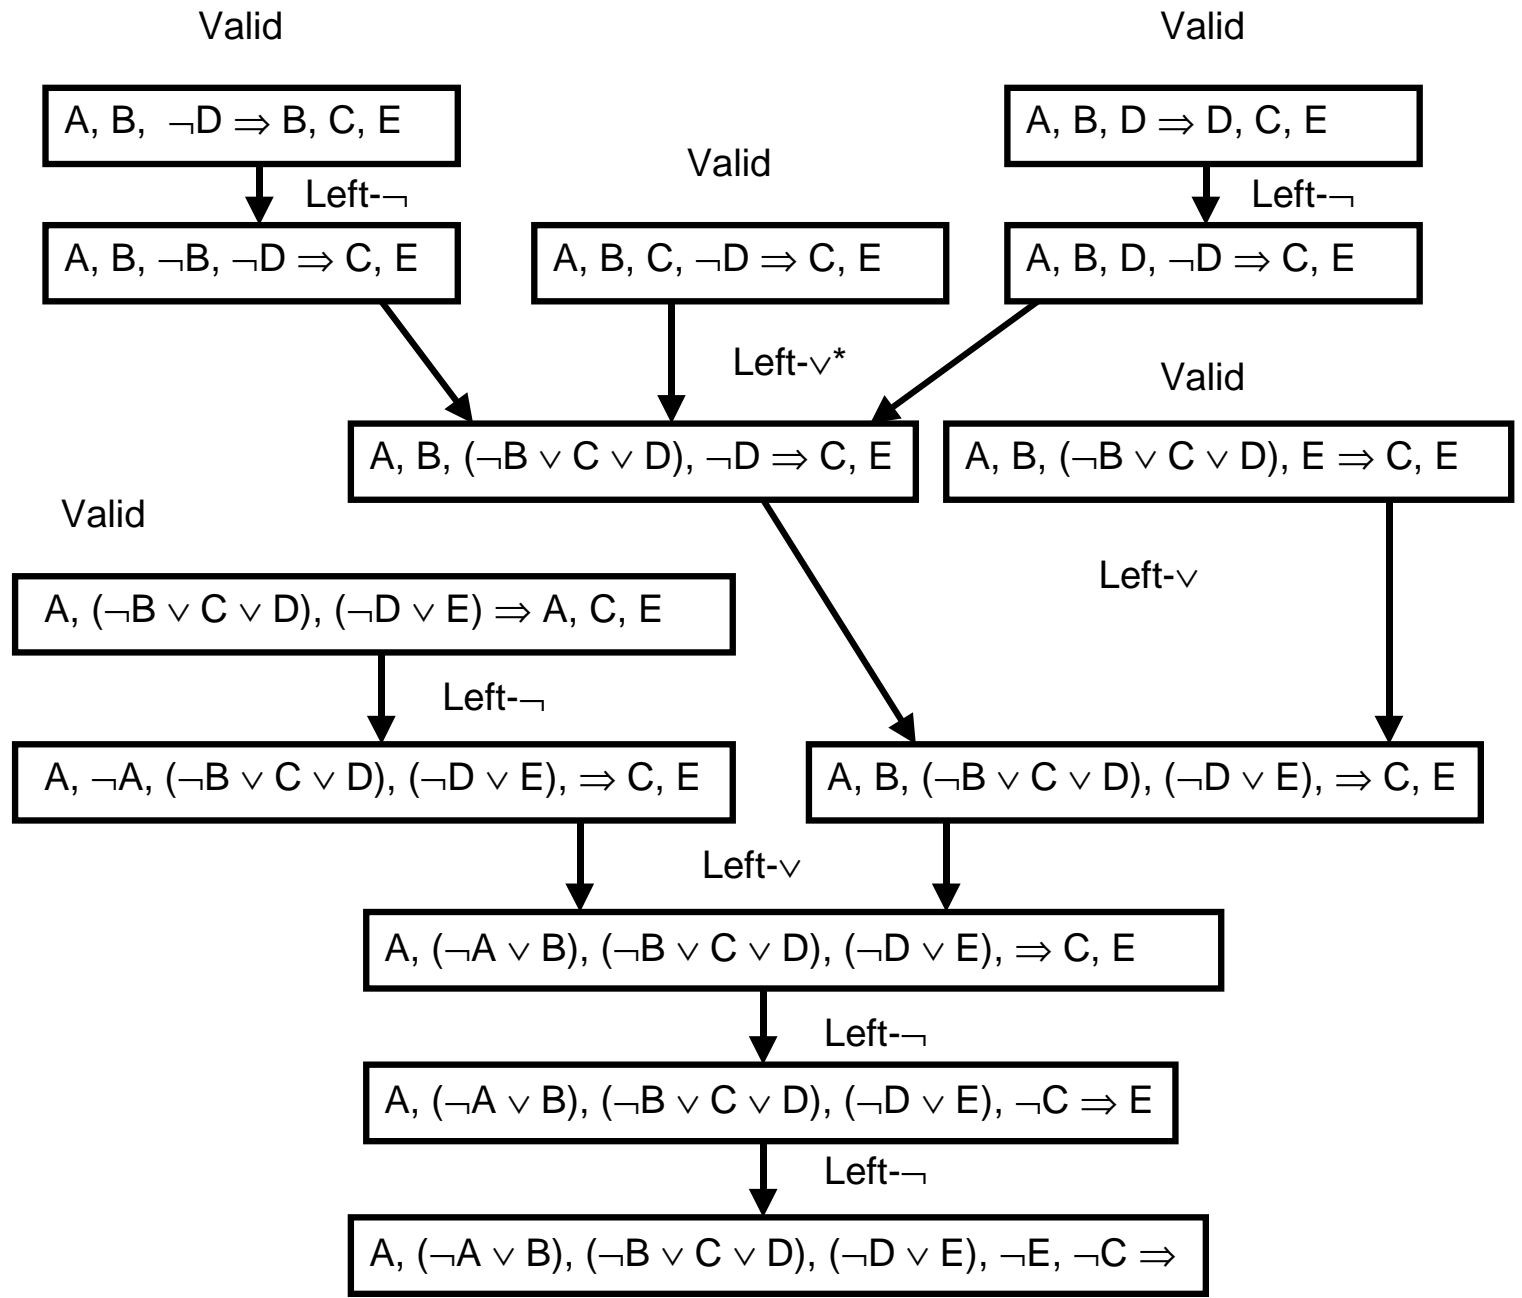 Valid
Valid
A, B, ¬D ⇒ B, C, E
A, B, D ⇒ D, C, E
Valid
Left-¬
Left-¬
A, B, ¬B, ¬D ⇒ C, E
A, B, C, ¬D ⇒ C, E
A, B, D, ¬D ⇒ C, E
Left-∨*
Valid
A, B, (¬B ∨ C ∨ D), ¬D ⇒ C, E
A, B, (¬B ∨ C ∨ D), E ⇒ C, E
Valid
Left-∨
A, (¬B ∨ C ∨ D), (¬D ∨ E) ⇒ A, C, E
Left-¬
A, ¬A, (¬B ∨ C ∨ D), (¬D ∨ E), ⇒ C, E
A, B, (¬B ∨ C ∨ D), (¬D ∨ E), ⇒ C, E
Left-∨
A, (¬A ∨ B), (¬B ∨ C ∨ D), (¬D ∨ E), ⇒ C, E
Left-¬
A, (¬A ∨ B), (¬B ∨ C ∨ D), (¬D ∨ E), ¬C ⇒ E
Left-¬
A, (¬A ∨ B), (¬B ∨ C ∨ D), (¬D ∨ E), ¬E, ¬C ⇒